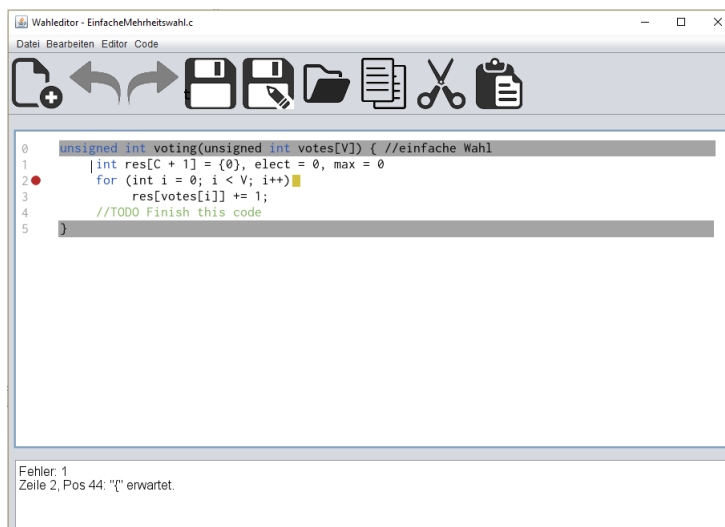 Wahleditor - EinfacheMehrheitswahl.c
Datei Bearbeiten Editor Code
0 unsigned int voting(unsigned int votes[V]) { //einfache Wahl
1 int res[C + 1] = {0}, elect = 0, max = 0
2 for (int i = 0; i < V; i++)
3 res[votes[i]] += 1;
4 //TODO Finish this code
5 }
Fehler: 1
Zeile 2, Pos 44: "{" erwartet.